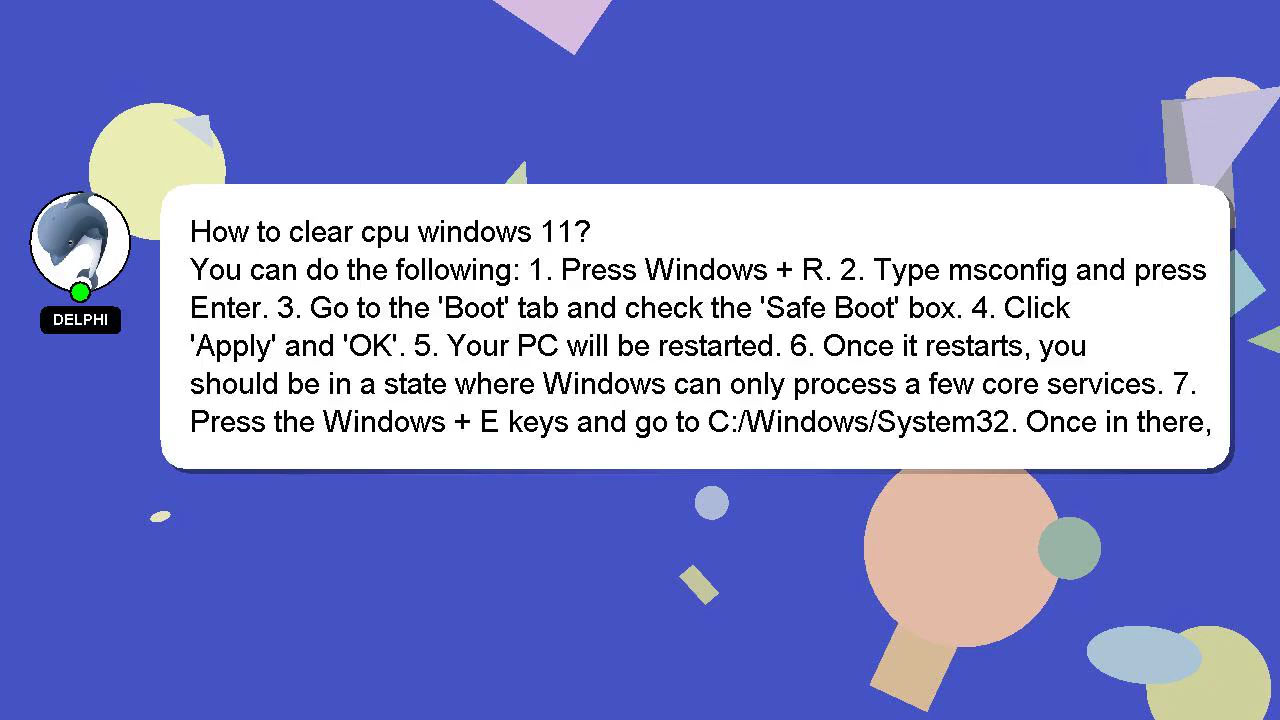 How to clear cpu windows 11?
You can do the following: 1. Press Windows + R. 2. Type msconfig and press
Enter. 3. Go to the 'Boot' tab and check the 'Safe Boot' box. 4. Click
'Apply' and 'OK'. 5. Your PC will be restarted. 6. Once it restarts, you
should be in a state where Windows can only process a few core services. 7.
Press the Windows + E keys and go to C:/Windows/System32. Once in there,
DELPHI